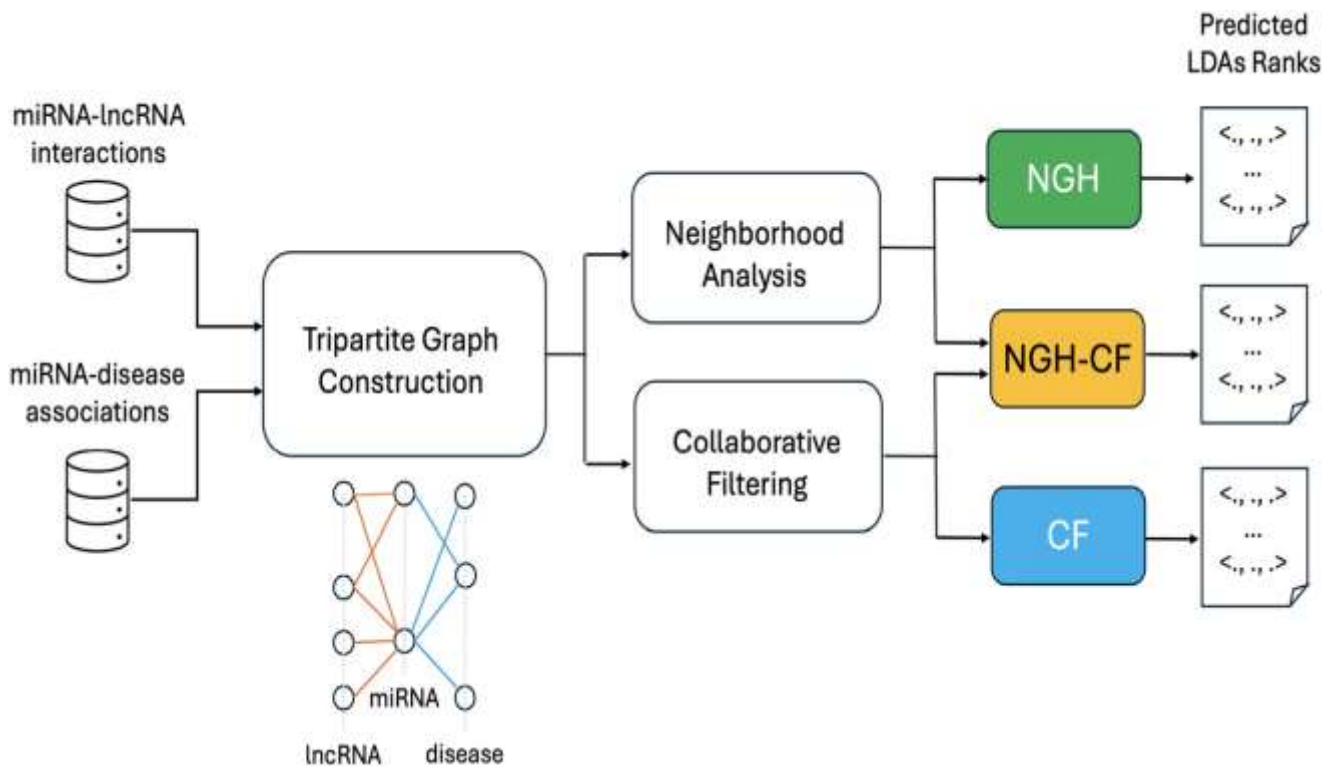 Predicted
LDAs Ranks
miRNA-lncRNA
interactions
miRNA-disease
associations
Tripartite Graph
Construction
Neighborhood
Analysis
Collaborative
Filtering
NGH
NGH-CF
CF
<., ., .>
...
<., ., .>
<., ., .>
...
<., ., .>
<., ., .>
...
<., ., .>
miRNA
lncRNA
disease